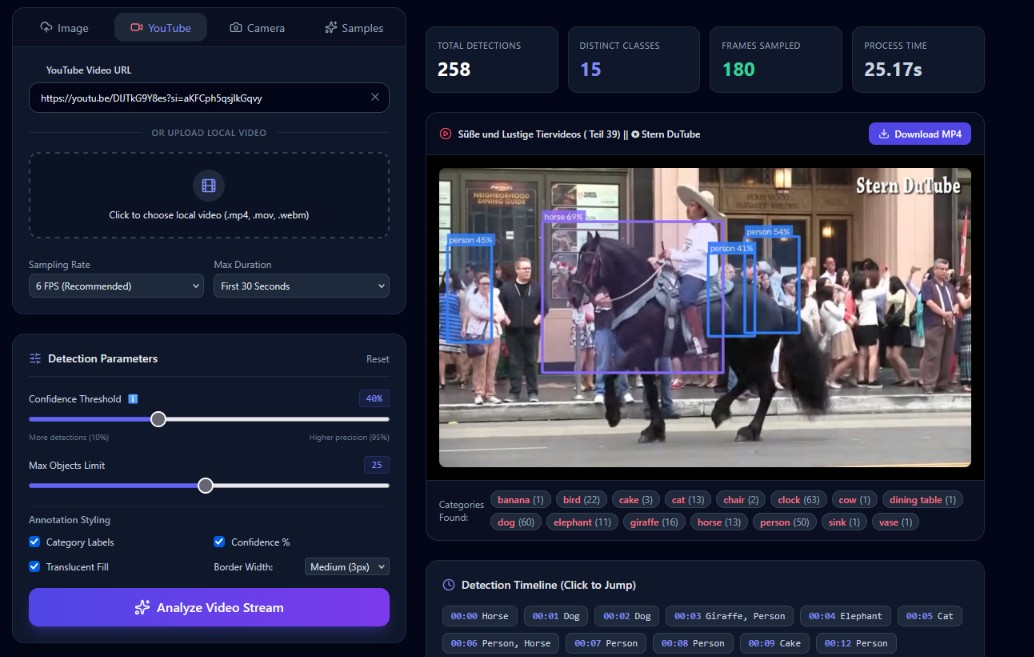 Image
YouTube
Camera
Samples
YouTube Video URL
https://youtu.be/DIJTkG9Y8es?si=aKFCph5qsjlkGqvy
OR UPLOAD LOCAL VIDEO
Click to choose local video (.mp4, .mov, .webm)
Sampling Rate
Max Duration
6 FPS (Recommended)
First 30 Seconds
Detection Parameters
Reset
Confidence Threshold
40%
More detections (10%)
Higher precision (95%)
Max Objects Limit
25
Annotation Styling
Category Labels
Confidence %
Translucent Fill
Border Width:
Medium (3px)
Analyze Video Stream
TOTAL DETECTIONS
258
DISTINCT CLASSES
15
FRAMES SAMPLED
180
PROCESS TIME
25.17s
Süße und Lustige Tiervideos ( Teil 39) || ✪ Stern DuTube
Download MP4
Stern DuTube
NEIGHBORHOOD
DINING GUIDE
horse 69%
person 45%
person 54%
person 41%
Categories
Found:
banana (1)
bird (22)
cake (3)
cat (13)
chair (2)
clock (63)
cow (1)
dining table (1)
dog (60)
elephant (11)
giraffe (16)
horse (13)
person (50)
sink (1)
vase (1)
Detection Timeline (Click to Jump)
00:00 Horse
00:01 Dog
00:02 Dog
00:03 Giraffe, Person
00:04 Elephant
00:05 Cat
00:06 Person, Horse
00:07 Person
00:08 Person
00:09 Cake
00:12 Person